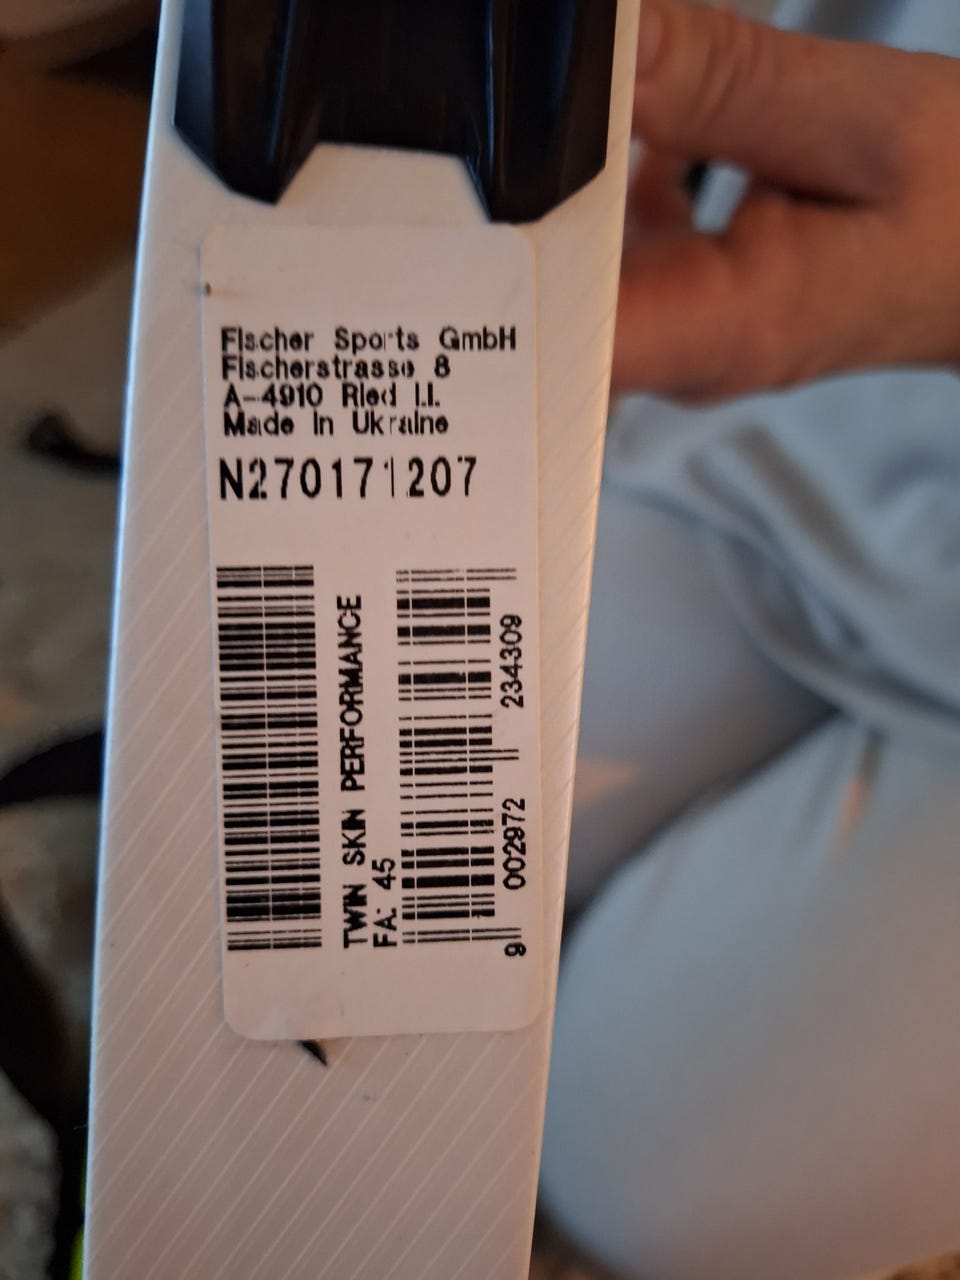 Fischer Sports GmbH
Fischerstrasse 8
A-4910 Ried I.I.
Made In Ukraine
N270171207
TWIN SKIN PERFORMANCE
FA: 45
9 002972 234309